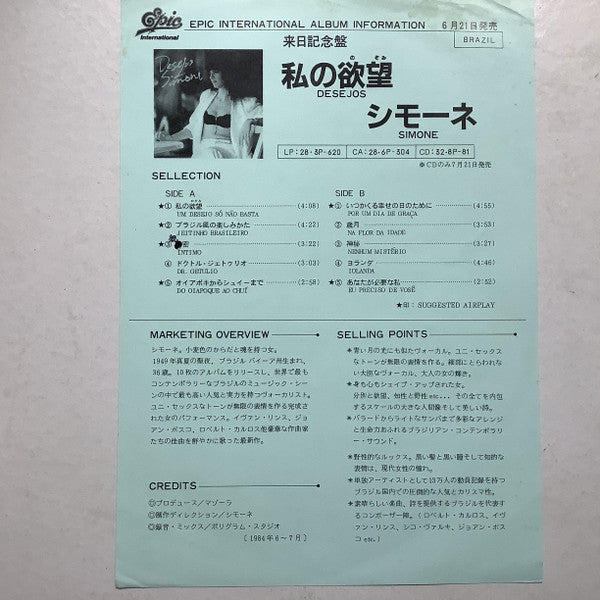 Epic
International
EPIC INTERNATIONAL ALBUM INFORMATION 6月21日発売
BRAZIL
来日記念盤
Desejos
Simone
私の欲望
DESEJOS
シモーネ
SIMONE
LP:28・3P-620 CA:28・6P-304 CD:32・8P-81
※CDのみ7月21日発売
SELLECTION
SIDE A
★① 私の欲望 (4:08)
UM DESEJO SÓ NÃO BASTA
★② ブラジル風の楽しみかた (4:22)
JEITINHO BRASILEIRO
★③ 密 (3:22)
INTIMO
④ ドクトル・ジェトゥリオ (3:03)
DR. GETULIO
★⑤ オイアポキからシューイーまで (2:58)
DO OIAPOQUE AO CHUÍ
SIDE B
★① いつかくる幸せの日のために (4:55)
POR UM DIA DE GRAÇA
② 歳月 (3:53)
NA FLOR DA IDADE
③ 神秘 (3:27)
NENHUM MISTÉRIO
④ ヨランダ (4:46)
IOLANDA
★⑤ あなたが必要な私 (2:52)
EU PRECISO DE VOSÊ
★印：SUGGESTED AIRPLAY
MARKETING OVERVIEW
シモーネ。小麦色のからだと魂を持つ女。
1949年真夏の聖夜、ブラジル バイーア州生まれ、
36歳。10枚のアルバムをリリースし、世界で最も
コンテンポラリーなブラジルのミュージック・シー
ンの中で最も高い人気と実力を持つヴォーカリスト。
ユニ・セックスなトーンが無限の表情を作る完成され
た女のパフォーマンス。イヴァン・リンス、ジョ
アン・ボスコ、ロベルト・カルロス他豪華な作曲家
たちの佳曲を鮮やかに歌った最新作。
CREDITS
◎プロデュース／マゾーラ
◎製作ディレクション／シモーネ
◎録音・ミックス／ポリグラム・スタジオ
〔1984年6〜7月〕
SELLING POINTS
★青い月の光にも似たヴォーカル。ユニ・セックス
なトーンが無限の表情を作る。様式にとらわれな
い大胆なヴォーカル、大人の女の輝き。
★身も心もシェイプ・アップされた女。
分別と欲望、知性と野性etc… その全てを内包
するスケールの大きな人間像そして美しい詩。
★バラードからライトなサンバまで多彩なアレンジ
と生命力あふれるブラジリアン・コンテンポラリ
ー・サウンド。
★野性的なルックス。黒い髪と黒い瞳そして知的な
表情は、現代女性の憧れ。
★単独アーティストとして13万人の動員記録を持つ
ブラジル国内での圧倒的な人気とカリスマ性。
★素晴らしい楽曲、詩を提供するブラジルを代表す
るコンポーザー陣。（ロベルト・カルロス、イヴ
ァン・リンス、シコ・ヴァルキ、ジョアン・ボス
コetc.）